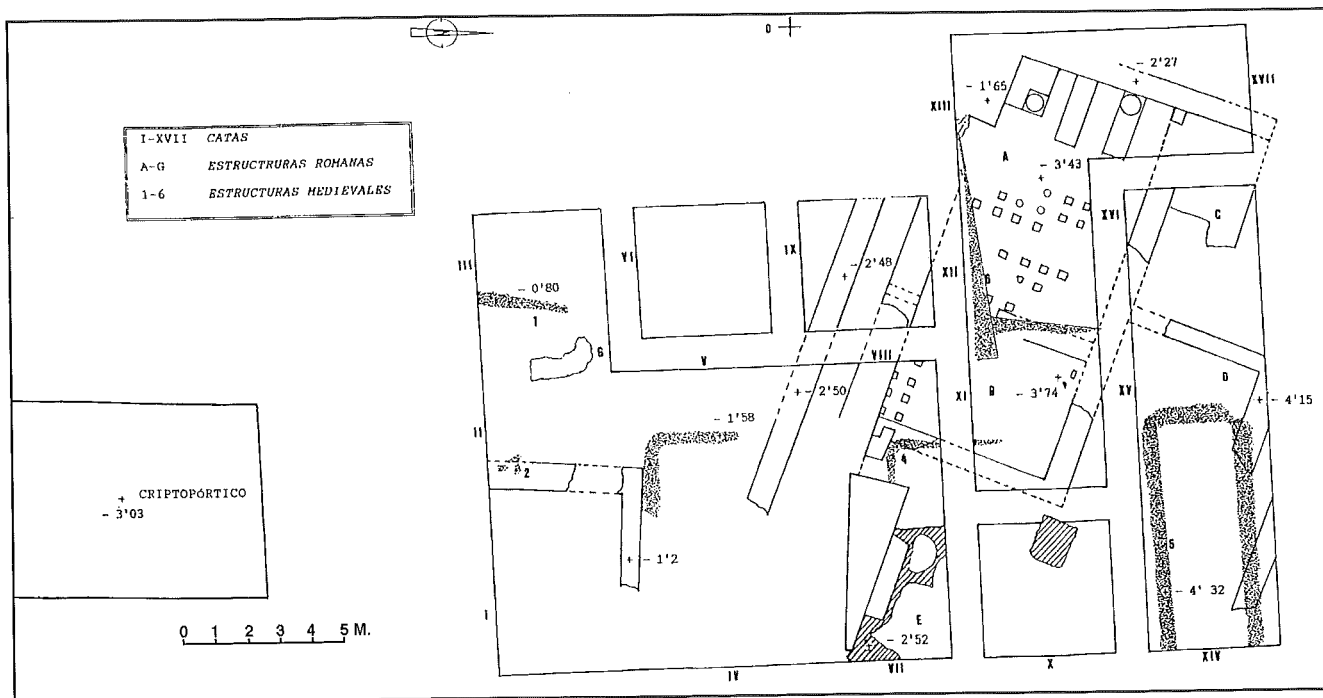 0
I-XVII CATAS
A-G ESTRUCTRURAS ROMANAS
1-6 ESTRUCTURAS MEDIEVALES
- 2'27
XVII
- 1'65
XIII
A
- 3'43
XVI
C
III
VI
IX
- 2'48
XII
6
- 0'80
1
G
V
VIII
- 2'50
XI
B
- 3'74
XV
D
- 4'15
II
- 1'58
2
4
CRIPTOPÓRTICO
- 3'03
- 1'2
5
- 4'32
I
E
- 2'52
0 1 2 3 4 5 M.
IV
VII
X
XIV